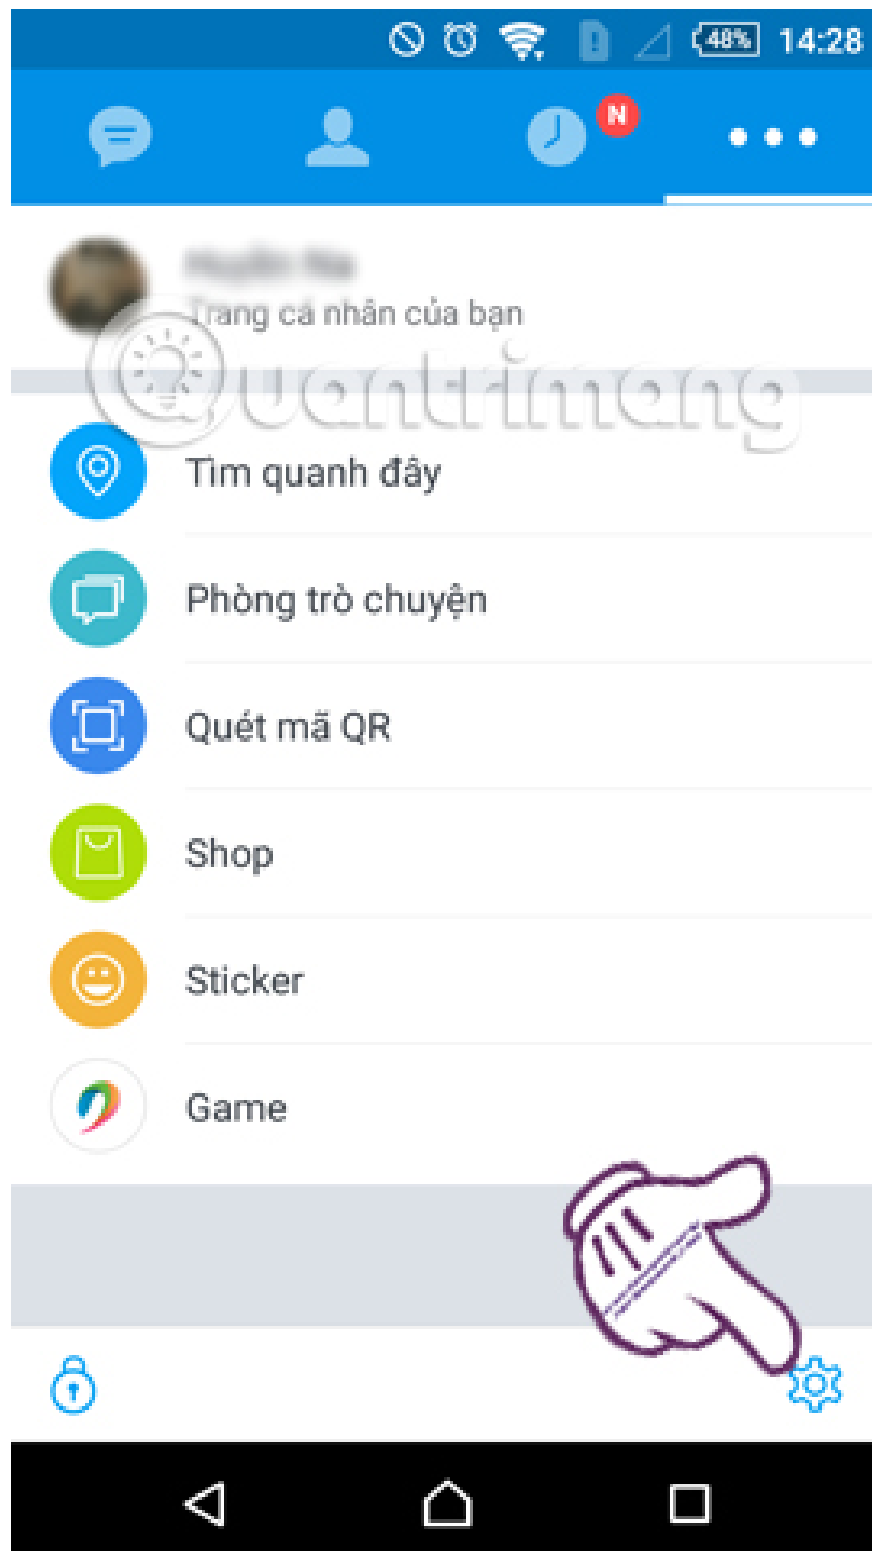 48% 14:28
N
Trang cá nhân của bạn
Quantrimang
Tìm quanh đây
Phòng trò chuyện
Quét mã QR
Shop
Sticker
Game